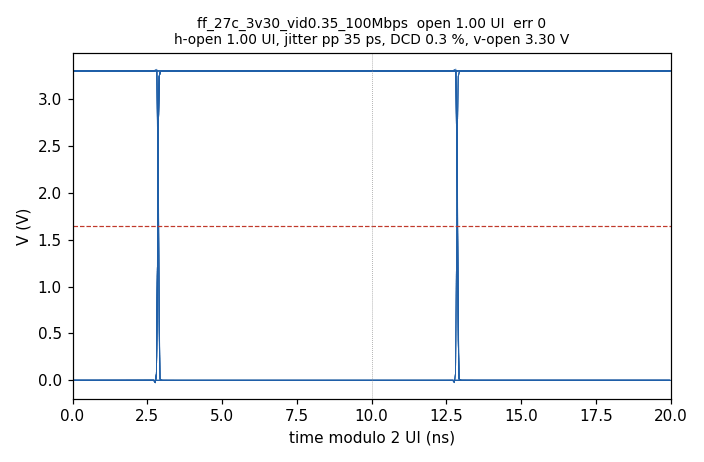 ff_27c_3v30_vid0.35_100Mbps  open 1.00 UI  err 0
h-open 1.00 UI, jitter pp 35 ps, DCD 0.3 %, v-open 3.30 V
V (V)
3.0
2.5
2.0
1.5
1.0
0.5
0.0
0.0 2.5 5.0 7.5 10.0 12.5 15.0 17.5 20.0
time modulo 2 UI (ns)